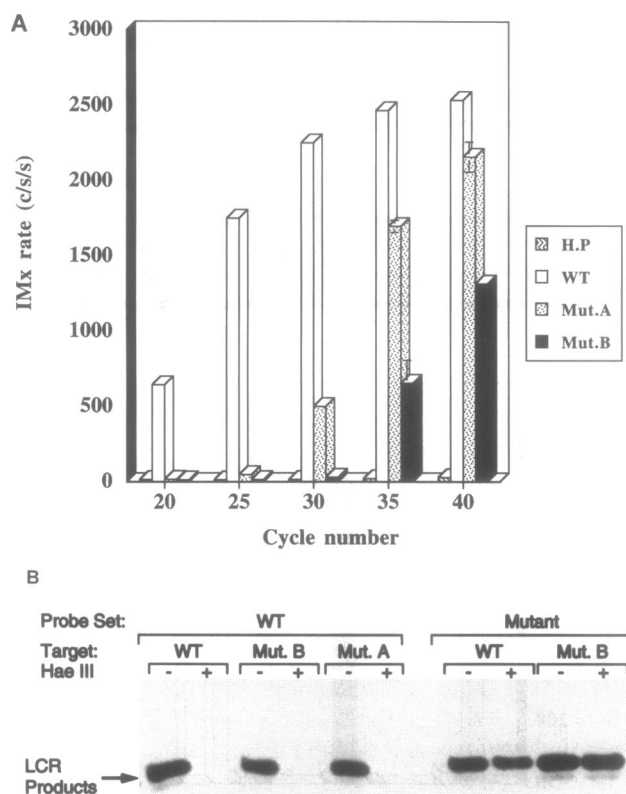 A
IMx rate (c/s/s)
3000
2500
2000
1500
1000
500
0
20 25 30 35 40
Cycle number
H.P
WT
Mut.A
Mut.B
B
Probe Set: WT Mutant
Target: WT Mut. B Mut. A WT Mut. B
Hae III - + - + - + - + - +
LCR
Products